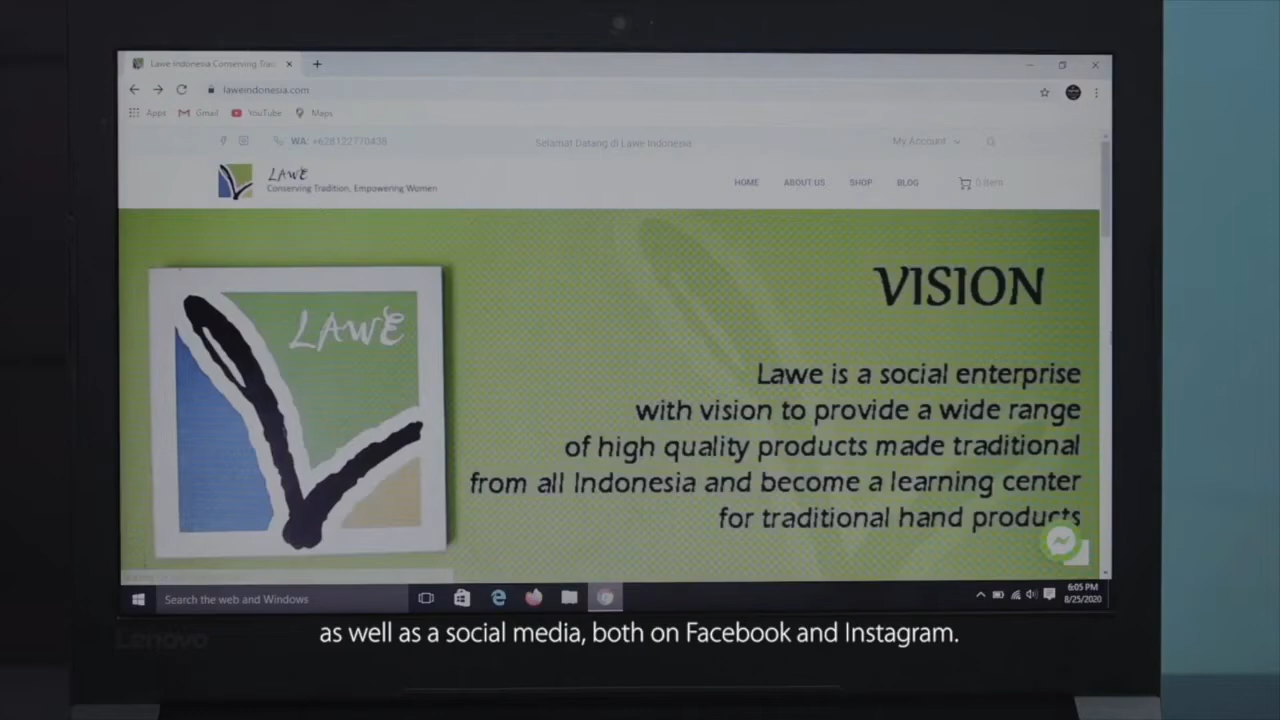 Lawe Indonesia Conserving Trad
laweindonesia.com
Apps Gmail YouTube Maps
WA: +628122770438 Selamat Datang di Lawe Indonesia My Account
LAWE
Conserving Tradition, Empowering Women
HOME ABOUT US SHOP BLOG 0 item
LAWE
VISION
Lawe is a social enterprise
with vision to provide a wide range
of high quality products made traditional
from all Indonesia and become a learning center
for traditional hand products
Search the web and Windows
6:05 PM
8/25/2020
Lenovo
as well as a social media, both on Facebook and Instagram.